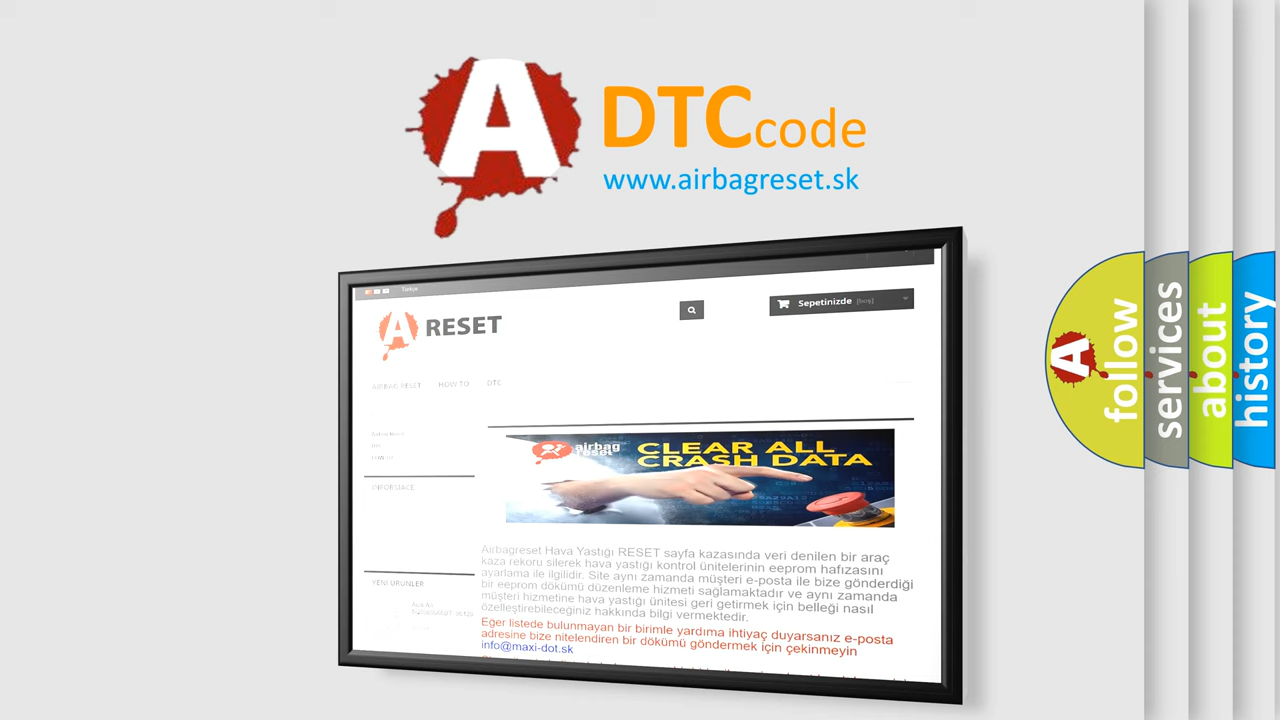 A
DTCcode
www.airbagreset.sk
Türkçe
A RESET
Sepetinizde [boş]
AIRBAG RESET HOW TO DTC
INFORMACE
airbag
reset
CLEAR ALL
CRASH DATA
Airbagreset Hava Yastığı RESET sayfa kazasında veri denilen bir araç
kaza rekoru silerek hava yastığı kontrol ünitelerinin eeprom hafızasını
ayarlama ile ilgilidir. Site aynı zamanda müşteri e-posta ile bize gönderdiği
bir eeprom dökümü düzenleme hizmeti sağlamaktadır ve aynı zamanda
müşteri hizmetine hava yastığı ünitesi geri getirmek için belleği nasıl
özelleştirebileceğiniz hakkında bilgi vermektedir.
Eger listede bulunmayan bir birimle yardıma ihtiyaç duyarsanız e-posta
adresine bize nitelendiren bir dökümü göndermek için çekinmeyin
info@maxi-dot.sk
YENI ÜRÜNLER
A
follow
services
about
history